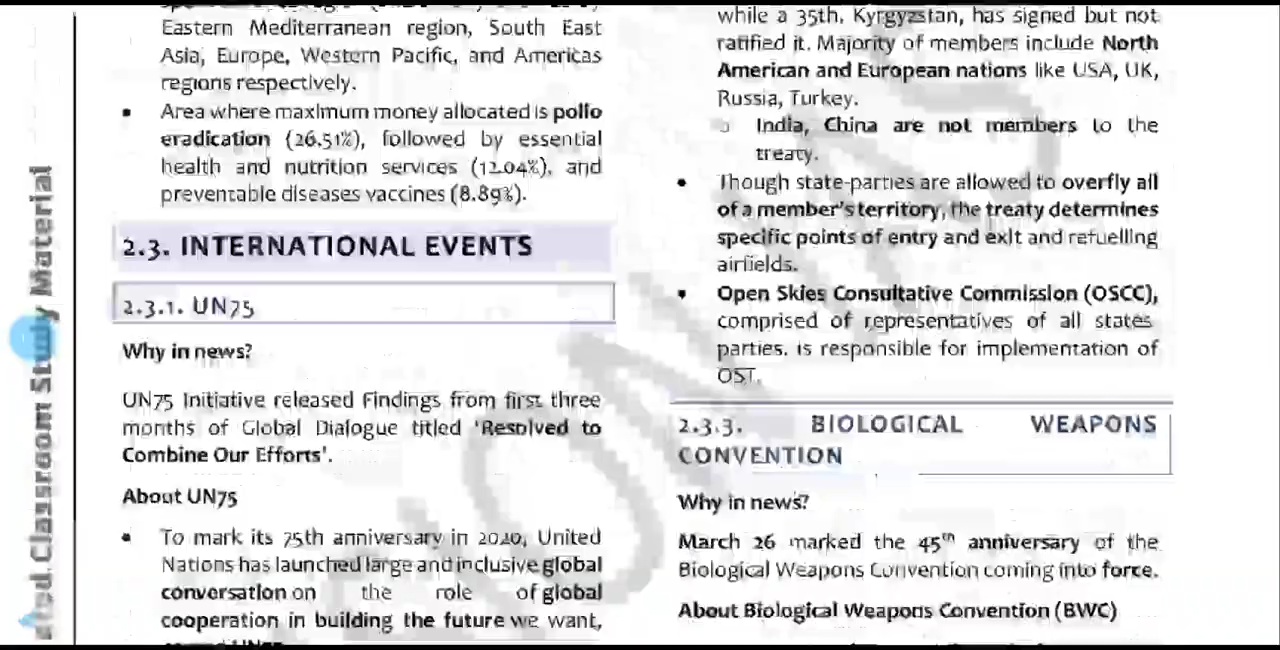 Eastern Mediterranean region, South East
Asia, Europe, Western Pacific, and Americas
regions respectively.
• Area where maximum money allocated is polio
eradication (26.51%), followed by essential
health and nutrition services (12.04%), and
preventable diseases vaccines (8.89%).
2.3. INTERNATIONAL EVENTS
2.3.1. UN75
Why in news?
UN75 Initiative released Findings from first three
months of Global Dialogue titled 'Resolved to
Combine Our Efforts'.
About UN75
• To mark its 75th anniversary in 2020, United
Nations has launched large and inclusive global
conversation on the role of global
cooperation in building the future we want,
while a 35th, Kyrgyzstan, has signed but not
ratified it. Majority of members include North
American and European nations like USA, UK,
Russia, Turkey.
o India, China are not members to the
treaty.
• Though state-parties are allowed to overfly all
of a member's territory, the treaty determines
specific points of entry and exit and refuelling
airfields.
• Open Skies Consultative Commission (OSCC),
comprised of representatives of all states
parties, is responsible for implementation of
OST.
2.3.3. BIOLOGICAL WEAPONS
CONVENTION
Why in news?
March 26 marked the 45th anniversary of the
Biological Weapons Convention coming into force.
About Biological Weapons Convention (BWC)
Classroom Study Material